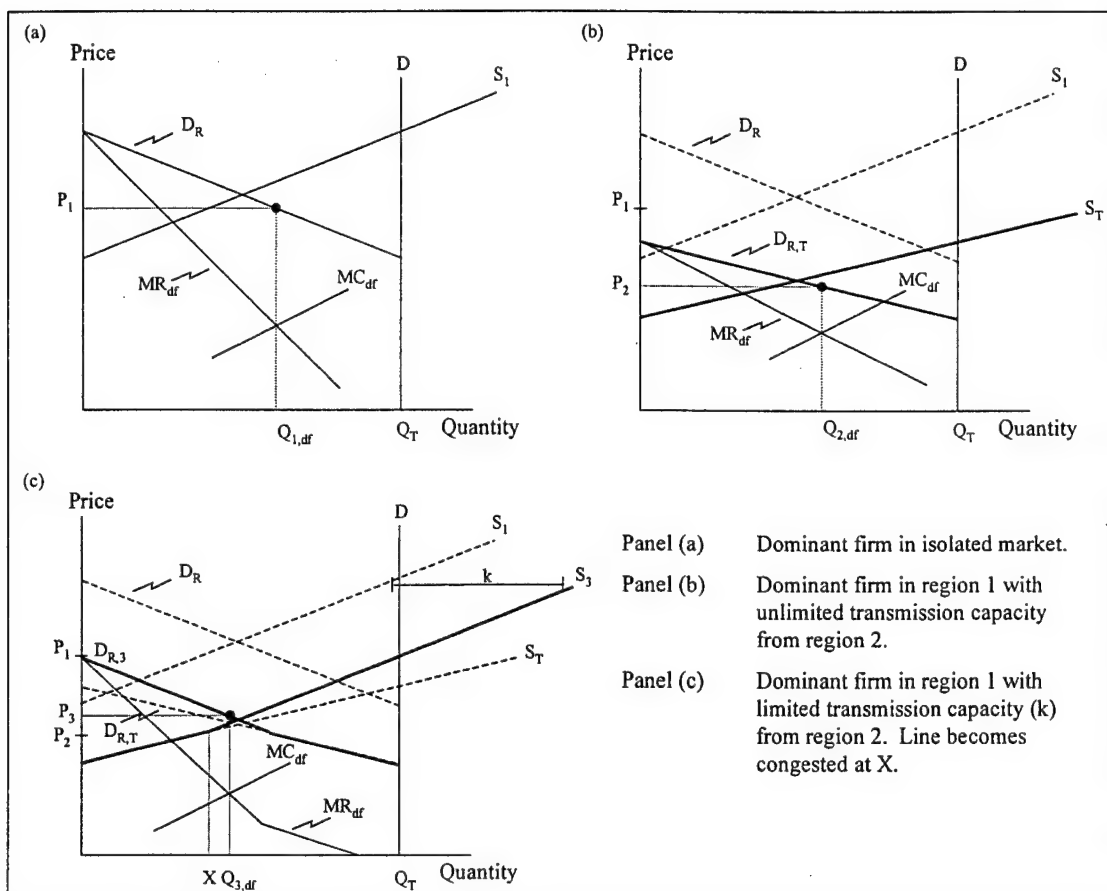 (a)
Price
D
S1
DR
P1
MRdf
MCdf
Q1,df
QT
Quantity
(b)
Price
D
S1
DR
P1
ST
DR,T
P2
MCdf
MRdf
Q2,df
QT
Quantity
(c)
Price
D
S1
DR
k
S3
P1
DR,3
ST
P3
P2
DR,T
MCdf
MRdf
X
Q3,df
QT
Quantity
Panel (a) Dominant firm in isolated market.
Panel (b) Dominant firm in region 1 with
unlimited transmission capacity
from region 2.
Panel (c) Dominant firm in region 1 with
limited transmission capacity (k)
from region 2. Line becomes
congested at X.